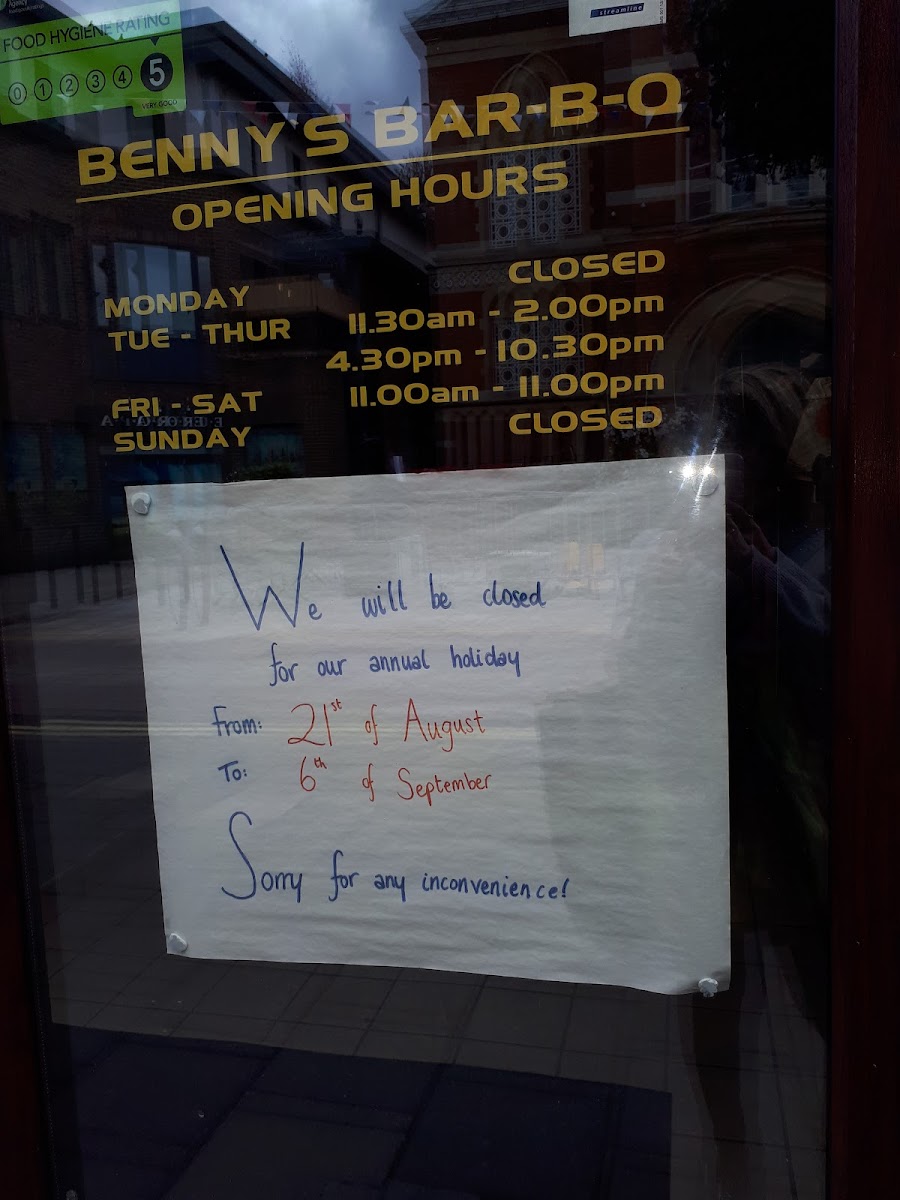 FOOD HYGIENE RATING
0 1 2 3 4 5
VERY GOOD
streamline
BENNY'S BAR-B-Q
OPENING HOURS
MONDAY CLOSED
TUE - THUR 11.30am - 2.00pm
4.30pm - 10.30pm
FRI - SAT 11.00am - 11.00pm
SUNDAY CLOSED
We will be closed
for our annual holiday
From: 21st of August
To: 6th of September
Sorry for any inconvenience!